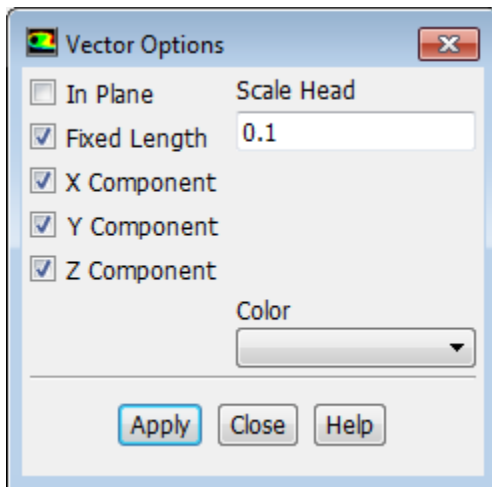 Vector Options
In Plane
Scale Head
Fixed Length
0.1
X Component
Y Component
Z Component
Color
Apply Close Help